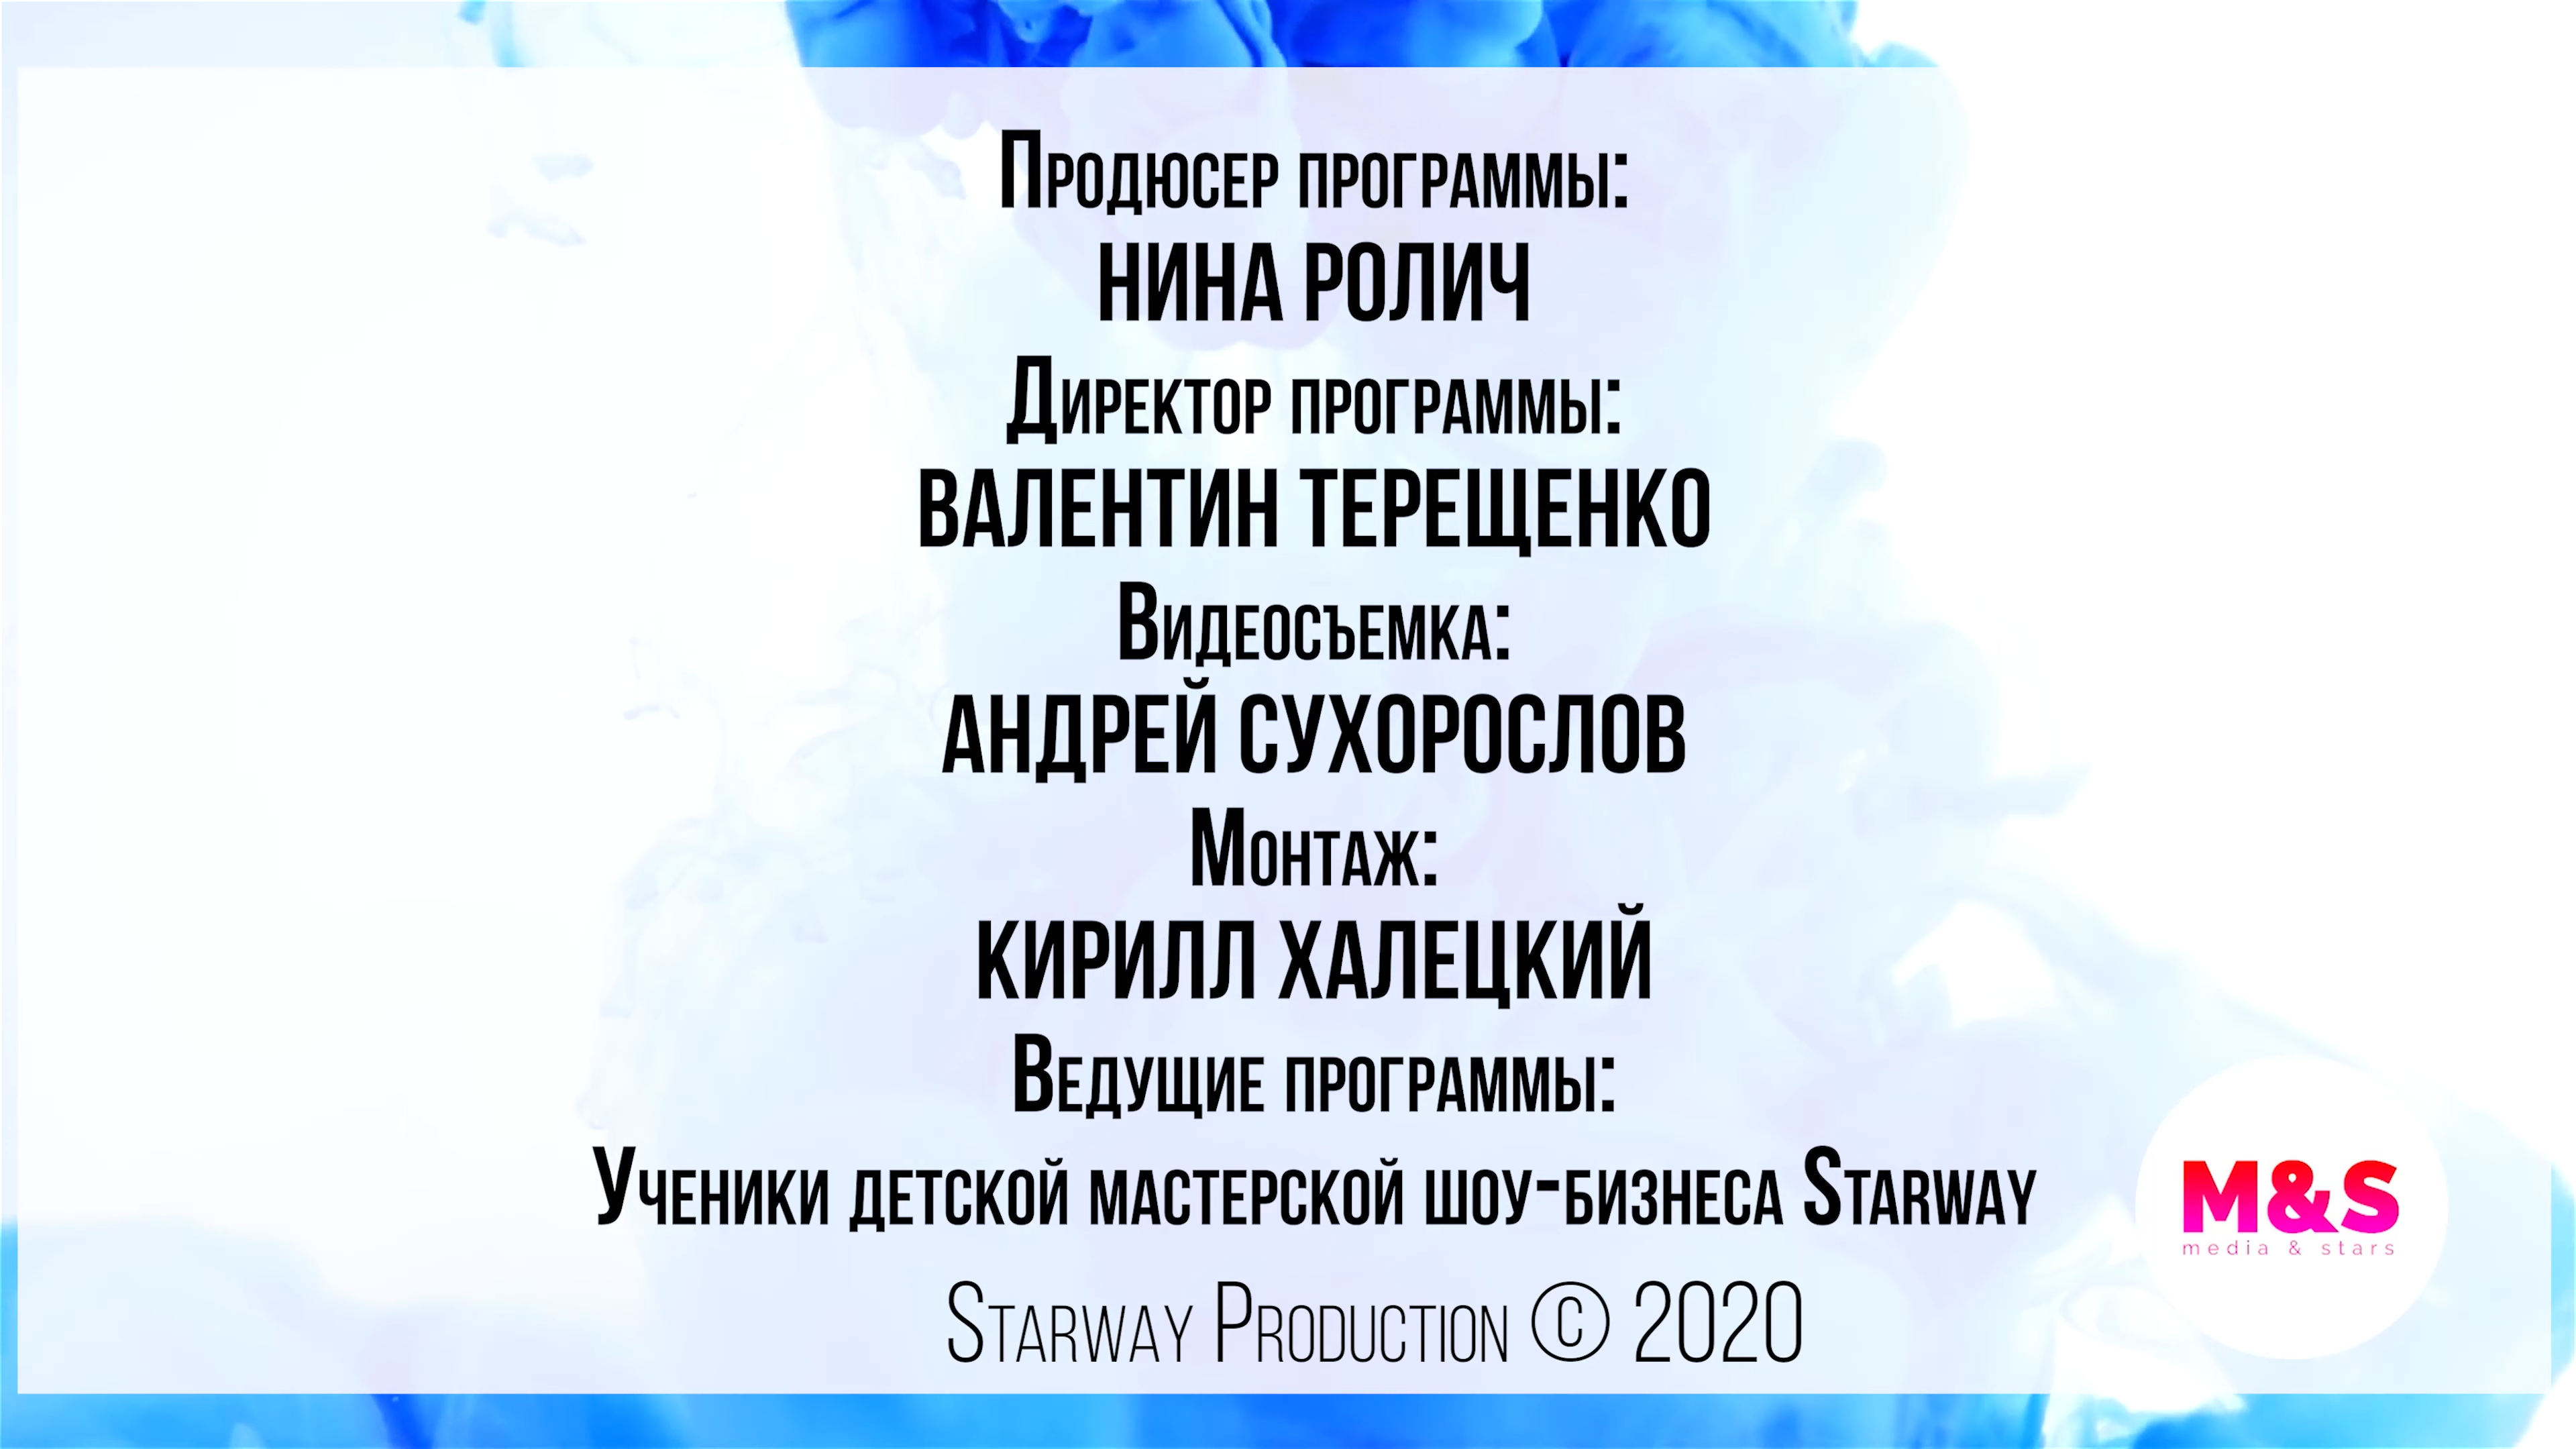 Продюсер программы:
НИНА РОЛИЧ
Директор программы:
ВАЛЕНТИН ТЕРЕЩЕНКО
Видеосъемка:
АНДРЕЙ СУХОРОСЛОВ
Монтаж:
КИРИЛЛ ХАЛЕЦКИЙ
Ведущие программы:
Ученики детской мастерской шоу-бизнеса Starway
Starway Production © 2020
M&S
media & stars